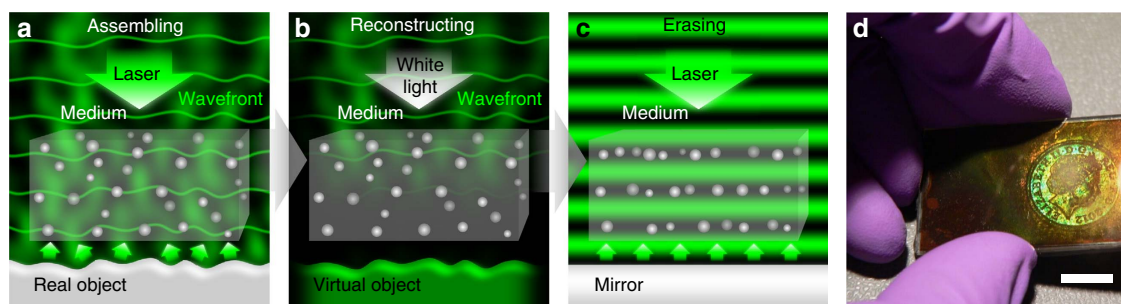 a
Assembling
Laser
Wavefront
Medium
Real object
b
Reconstructing
White
light
Wavefront
Medium
Virtual object
c
Erasing
Laser
Medium
Mirror
d